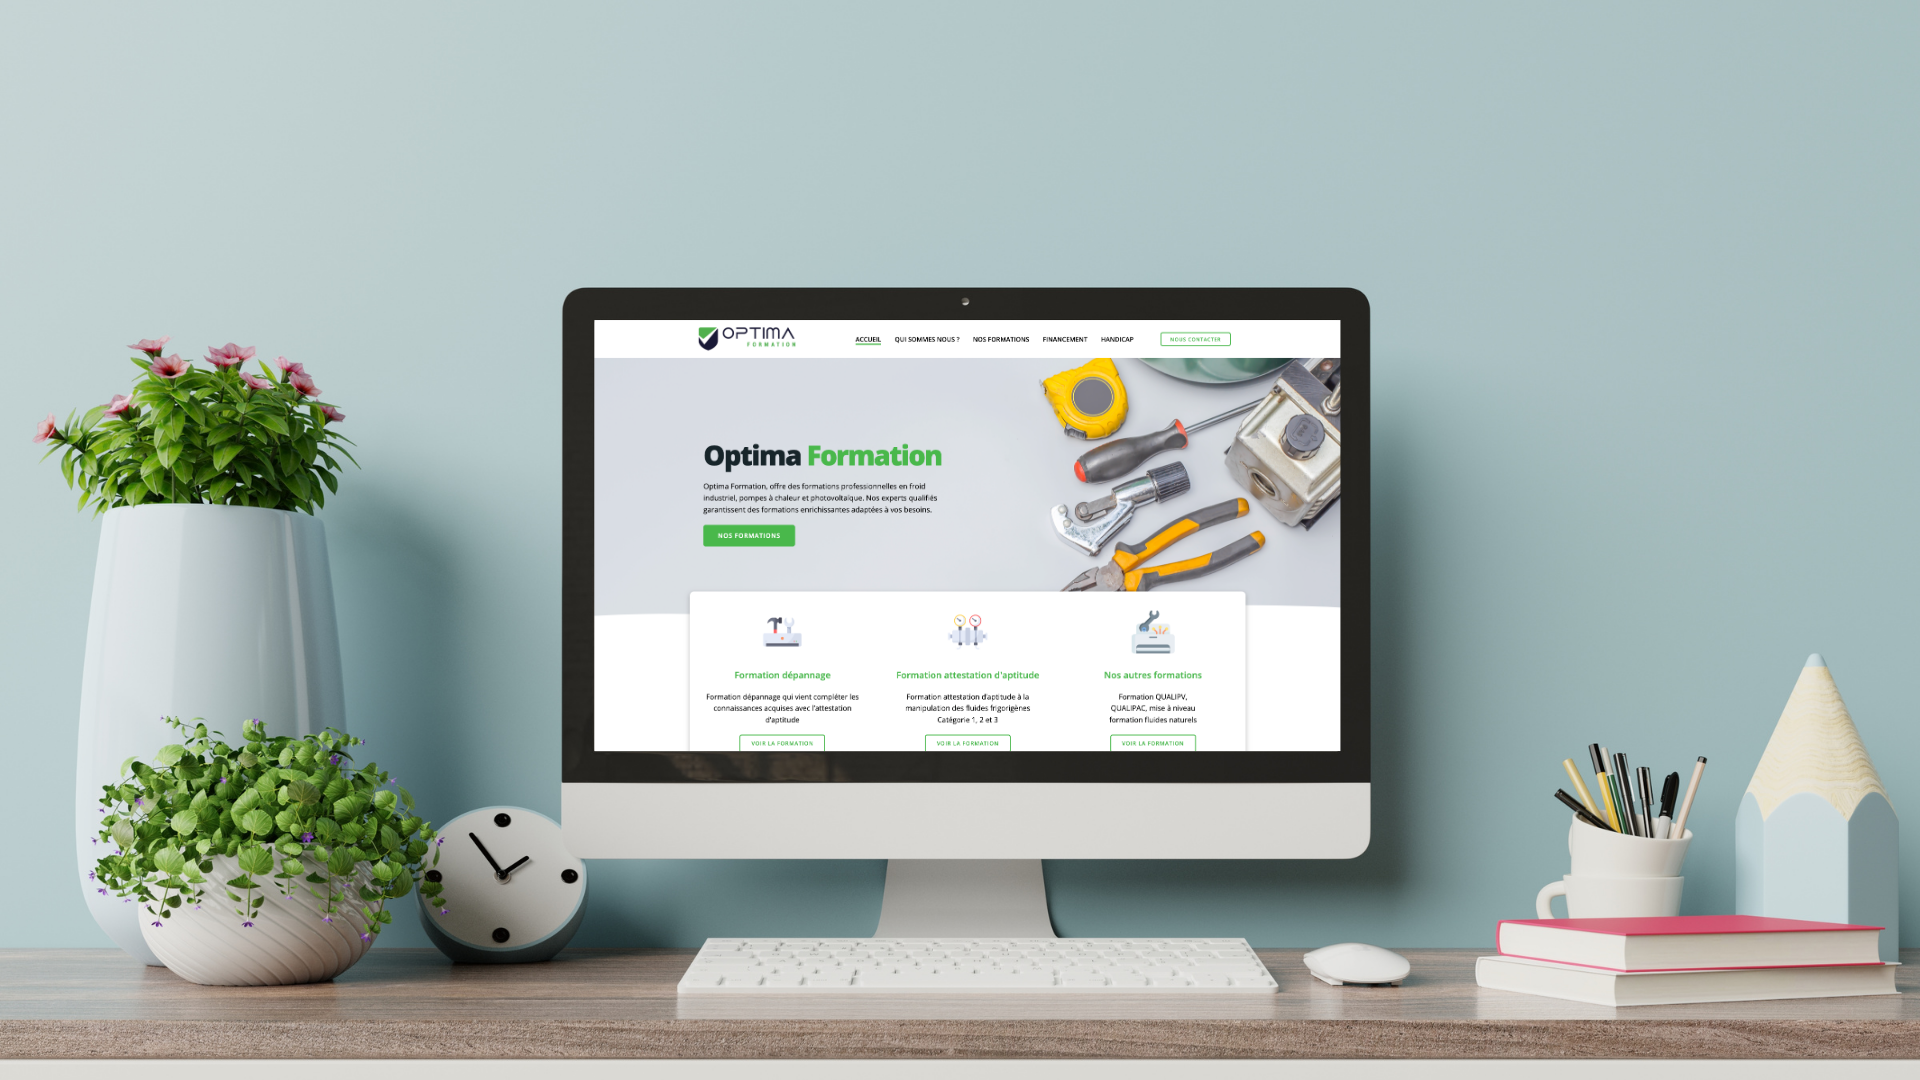 OPTIMA
FORMATION
ACCUEIL QUI SOMMES NOUS ? NOS FORMATIONS FINANCEMENT HANDICAP NOUS CONTACTER
Optima Formation
Optima Formation, offre des formations professionnelles en froid
industriel, pompes à chaleur et photovoltaïque. Nos experts qualifiés
garantissent des formations enrichissantes adaptées à vos besoins.
NOS FORMATIONS
Formation dépannage
Formation dépannage qui vient compléter les
connaissances acquises avec l'attestation
d'aptitude
VOIR LA FORMATION
Formation attestation d'aptitude
Formation attestation d'aptitude à la
manipulation des fluides frigorigènes
Catégorie 1, 2 et 3
VOIR LA FORMATION
Nos autres formations
Formation QUALIPV,
QUALIPAC, mise à niveau
formation fluides naturels
VOIR LA FORMATION